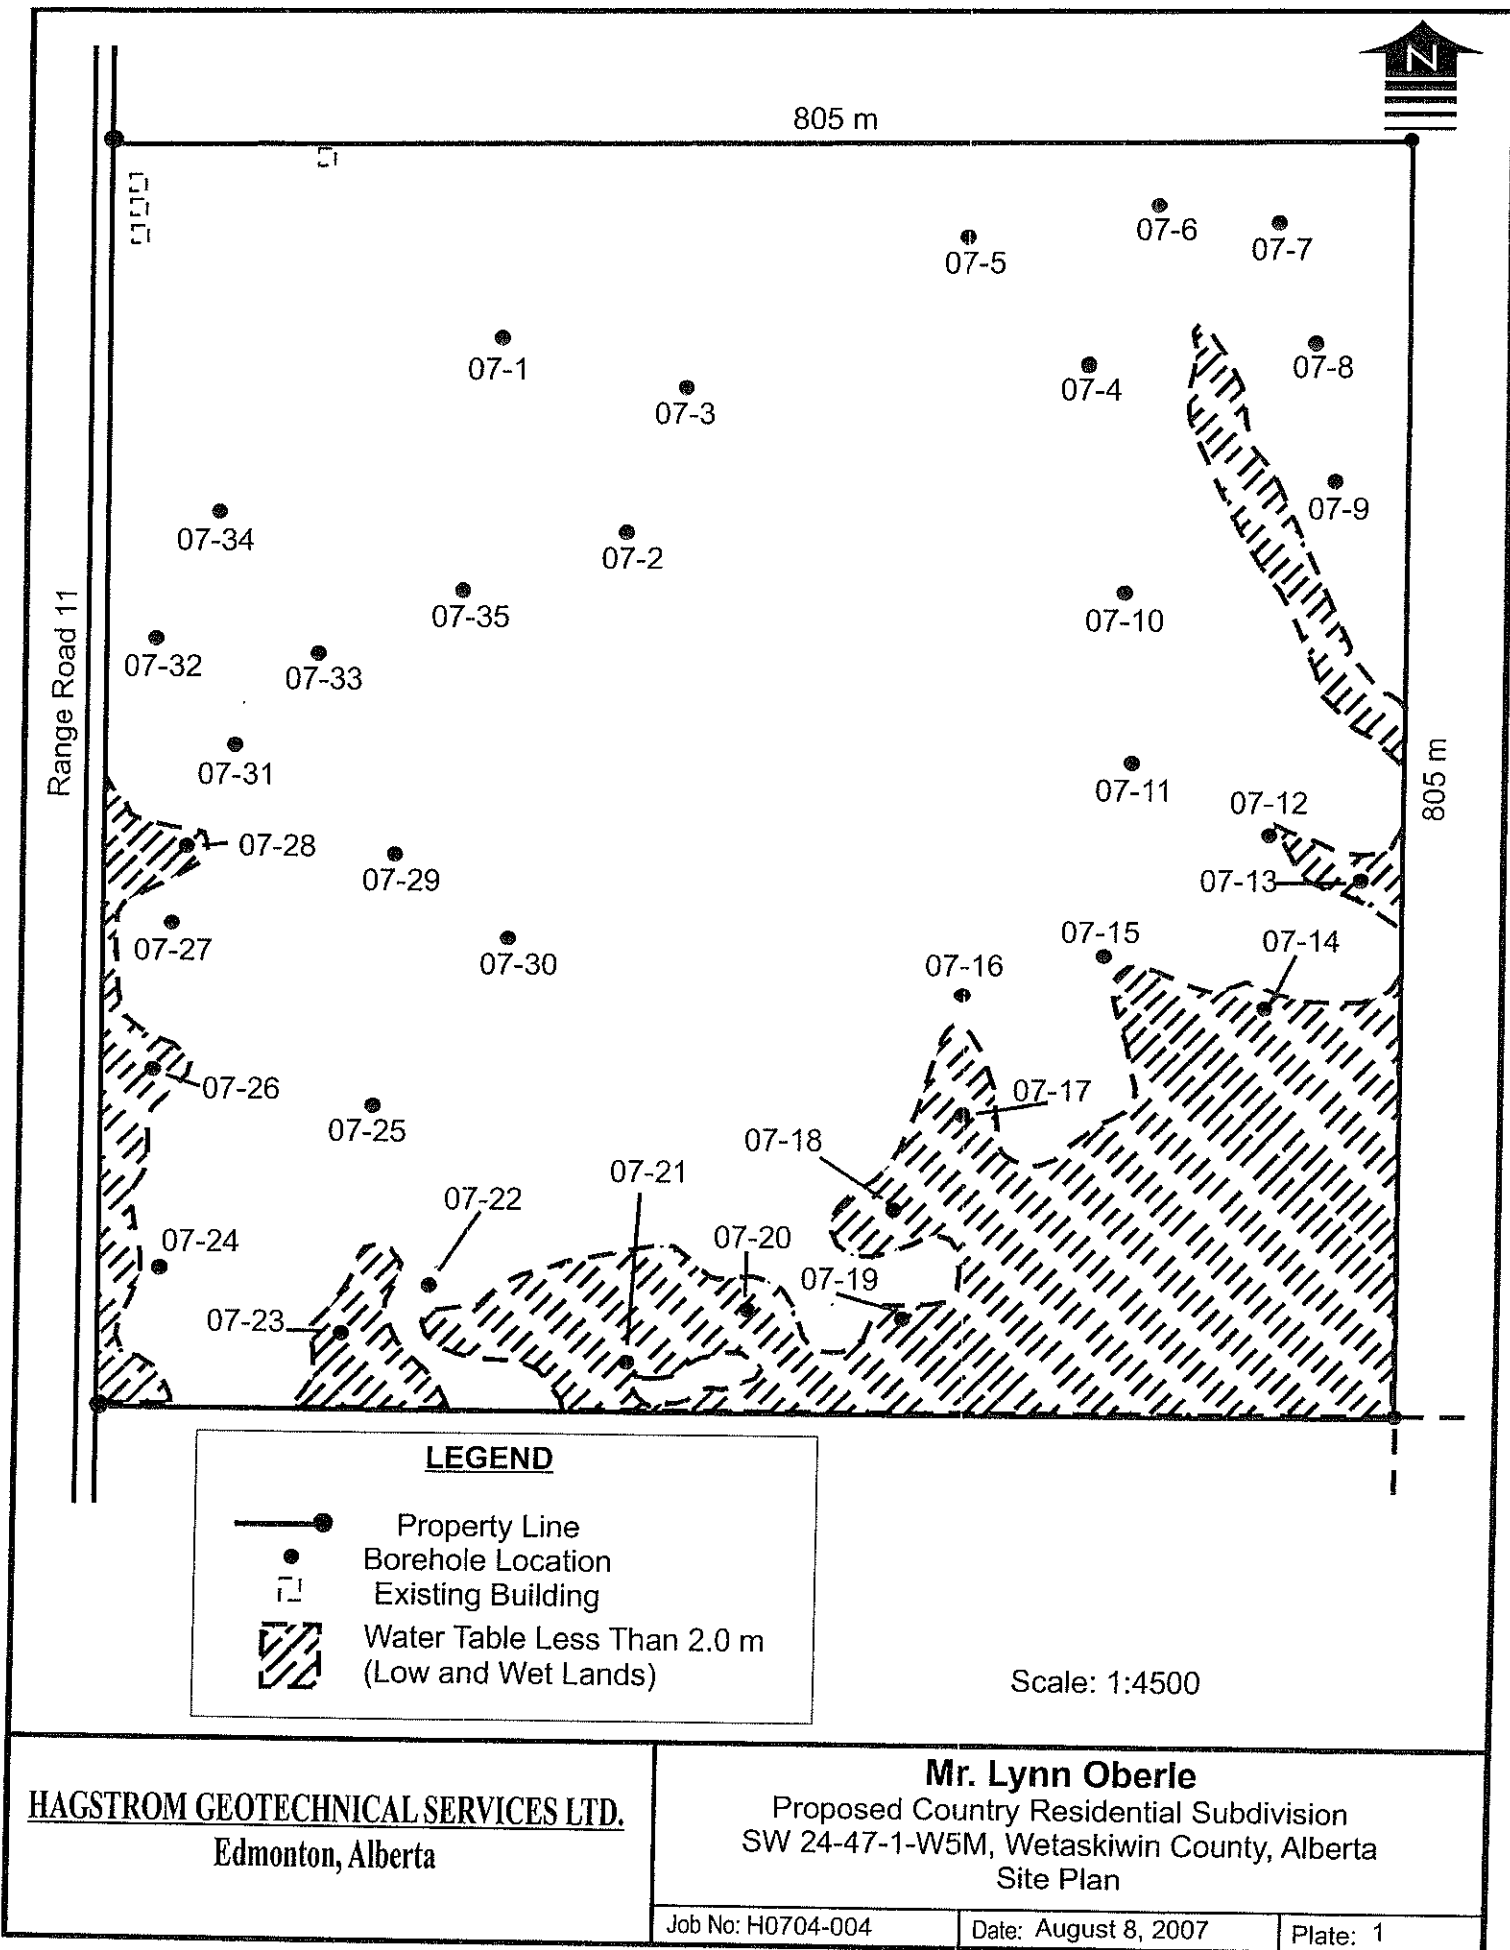 N
805 m
07-6
07-7
07-5
07-1
07-8
07-4
07-3
07-9
07-34
07-2
07-35
07-10
07-32
07-33
Range Road 11
07-31
07-11
805 m
07-12
07-28
07-29
07-13
07-27
07-30
07-15
07-14
07-16
07-26
07-17
07-25
07-18
07-21
07-22
07-24
07-20
07-19
07-23
LEGEND
Property Line
Borehole Location
Existing Building
Water Table Less Than 2.0 m
(Low and Wet Lands)
Scale: 1:4500
HAGSTROM GEOTECHNICAL SERVICES LTD.
Edmonton, Alberta
Mr. Lynn Oberle
Proposed Country Residential Subdivision
SW 24-47-1-W5M, Wetaskiwin County, Alberta
Site Plan
Job No: H0704-004
Date: August 8, 2007
Plate: 1